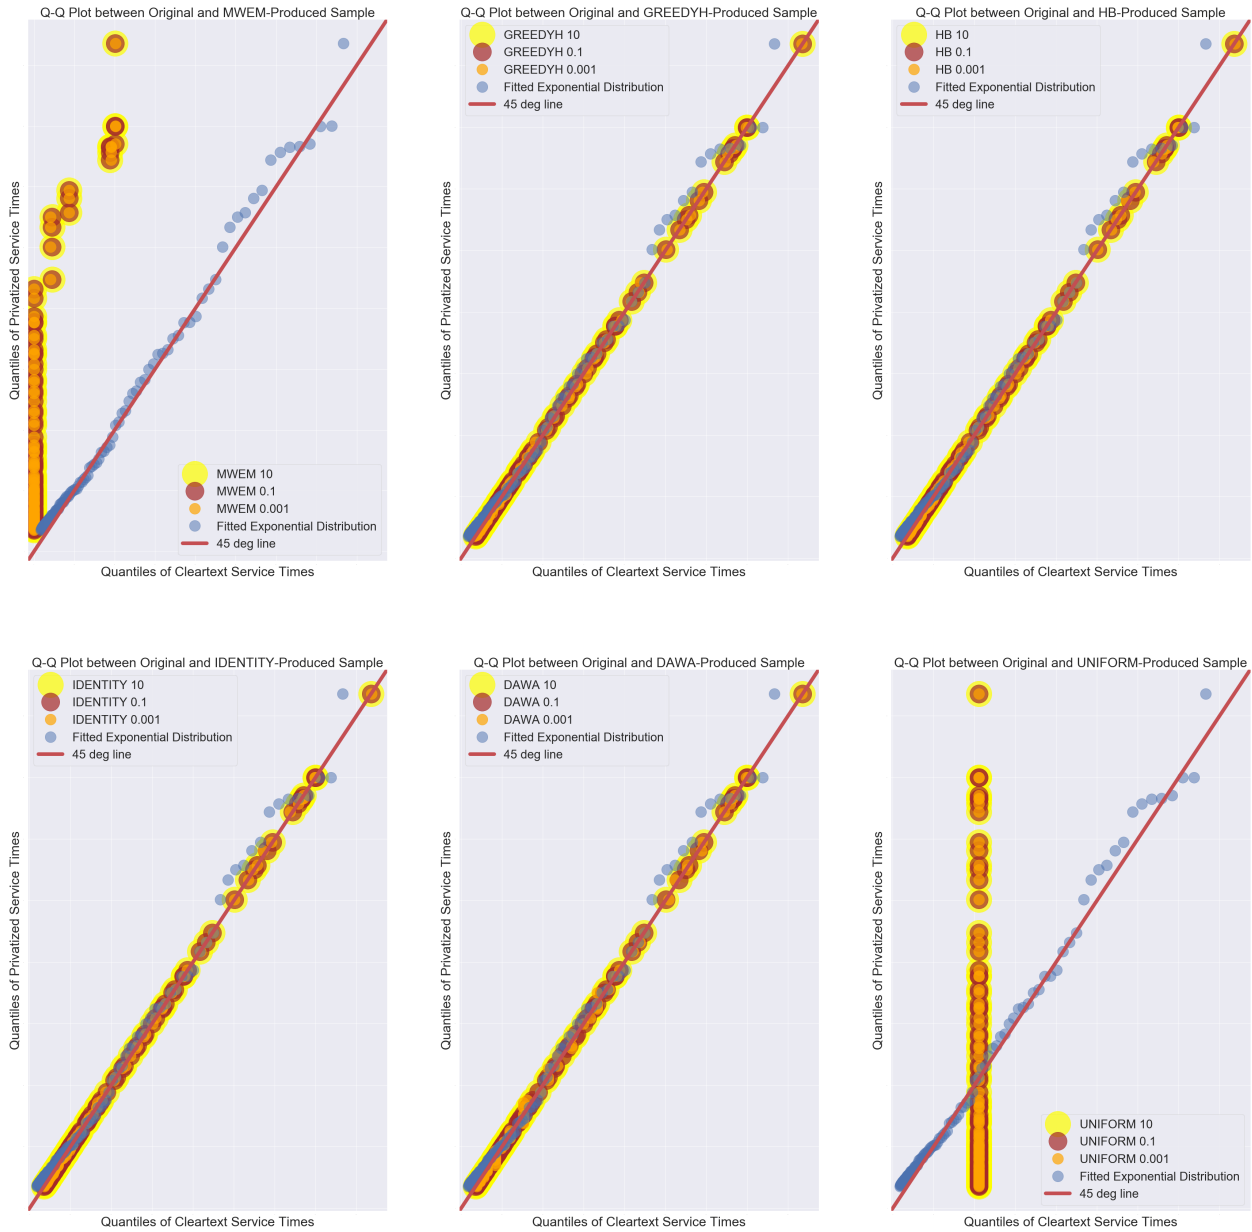 Q-Q Plot between Original and MWEM-Produced Sample
Quantiles of Privatized Service Times
MWEM 10
MWEM 0.1
MWEM 0.001
Fitted Exponential Distribution
45 deg line
Quantiles of Cleartext Service Times
Q-Q Plot between Original and GREEDYH-Produced Sample
GREEDYH 10
GREEDYH 0.1
GREEDYH 0.001
Fitted Exponential Distribution
45 deg line
Quantiles of Privatized Service Times
Quantiles of Cleartext Service Times
Q-Q Plot between Original and HB-Produced Sample
HB 10
HB 0.1
HB 0.001
Fitted Exponential Distribution
45 deg line
Quantiles of Privatized Service Times
Quantiles of Cleartext Service Times
Q-Q Plot between Original and IDENTITY-Produced Sample
IDENTITY 10
IDENTITY 0.1
IDENTITY 0.001
Fitted Exponential Distribution
45 deg line
Quantiles of Privatized Service Times
Quantiles of Cleartext Service Times
Q-Q Plot between Original and DAWA-Produced Sample
DAWA 10
DAWA 0.1
DAWA 0.001
Fitted Exponential Distribution
45 deg line
Quantiles of Privatized Service Times
Quantiles of Cleartext Service Times
Q-Q Plot between Original and UNIFORM-Produced Sample
Quantiles of Privatized Service Times
UNIFORM 10
UNIFORM 0.1
UNIFORM 0.001
Fitted Exponential Distribution
45 deg line
Quantiles of Cleartext Service Times